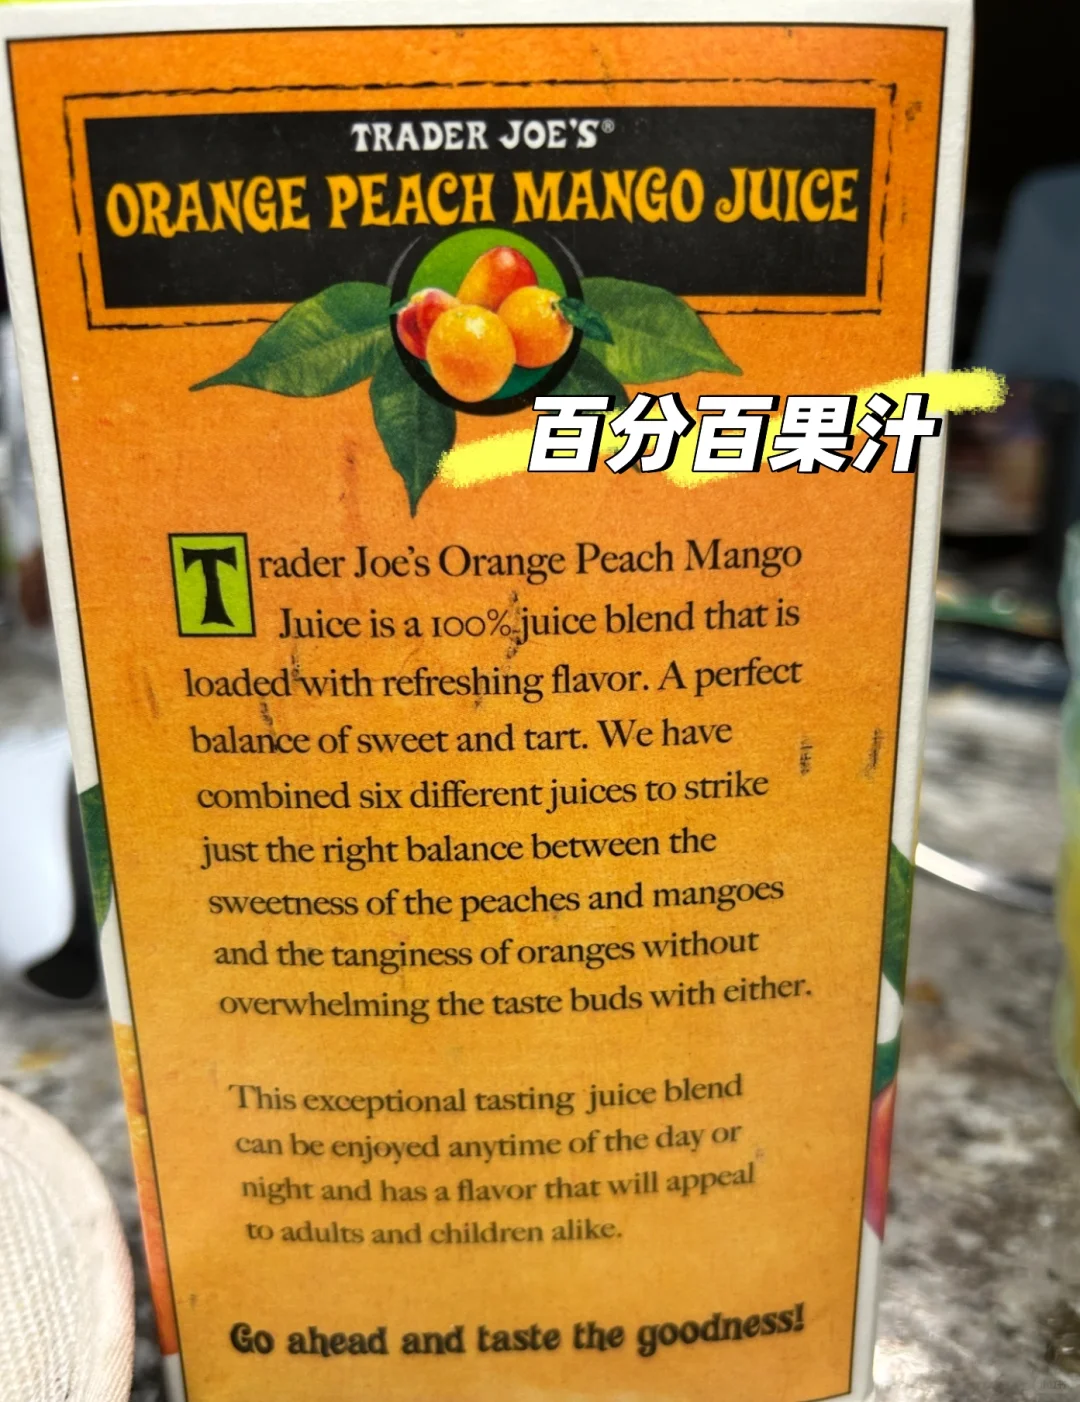 TRADER JOE'S®
ORANGE PEACH MANGO JUICE
百分百果汁
Trader Joe's Orange Peach Mango
Juice is a 100% juice blend that is
loaded with refreshing flavor. A perfect
balance of sweet and tart. We have
combined six different juices to strike
just the right balance between the
sweetness of the peaches and mangoes
and the tanginess of oranges without
overwhelming the taste buds with either.
This exceptional tasting juice blend
can be enjoyed anytime of the day or
night and has a flavor that will appeal
to adults and children alike.
Go ahead and taste the goodness!